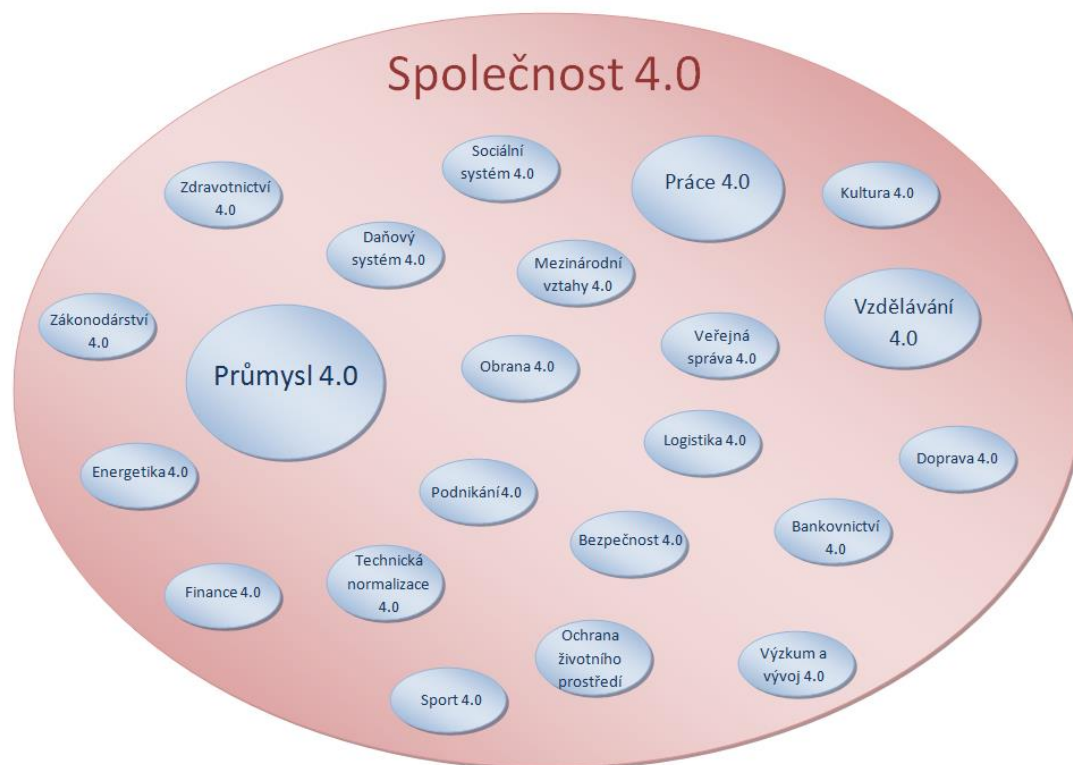 Společnost 4.0
Sociální
systém 4.0
Práce 4.0
Zdravotnictví
4.0
Kultura 4.0
Daňový
systém 4.0
Mezinárodní
vztahy 4.0
Zákonodárství
4.0
Vzdělávání
4.0
Veřejná
správa 4.0
Průmysl 4.0
Obrana 4.0
Logistika 4.0
Doprava 4.0
Energetika 4.0
Podnikání 4.0
Bezpečnost 4.0
Bankovnictví
4.0
Technická
normalizace
4.0
Finance 4.0
Ochrana
životního
prostředí
Výzkum a
vývoj 4.0
Sport 4.0